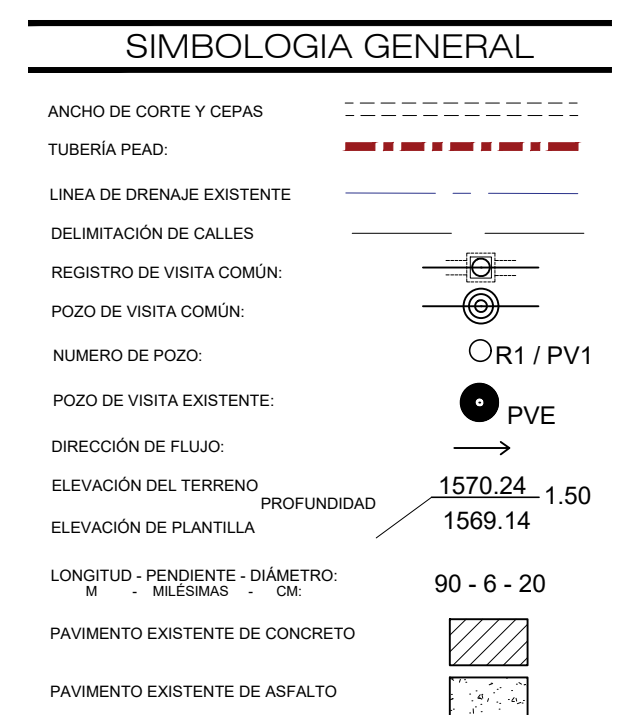 SIMBOLOGIA GENERAL
ANCHO DE CORTE Y CEPAS
TUBERÍA PEAD:
LINEA DE DRENAJE EXISTENTE
DELIMITACIÓN DE CALLES
REGISTRO DE VISITA COMÚN:
POZO DE VISITA COMÚN:
NUMERO DE POZO:
R1 / PV1
POZO DE VISITA EXISTENTE:
PVE
DIRECCIÓN DE FLUJO:
ELEVACIÓN DEL TERRENO
1570.24
PROFUNDIDAD
1.50
ELEVACIÓN DE PLANTILLA
1569.14
LONGITUD - PENDIENTE - DIÁMETRO:
M - MILÉSIMAS - CM:
90 - 6 - 20
PAVIMENTO EXISTENTE DE CONCRETO
PAVIMENTO EXISTENTE DE ASFALTO